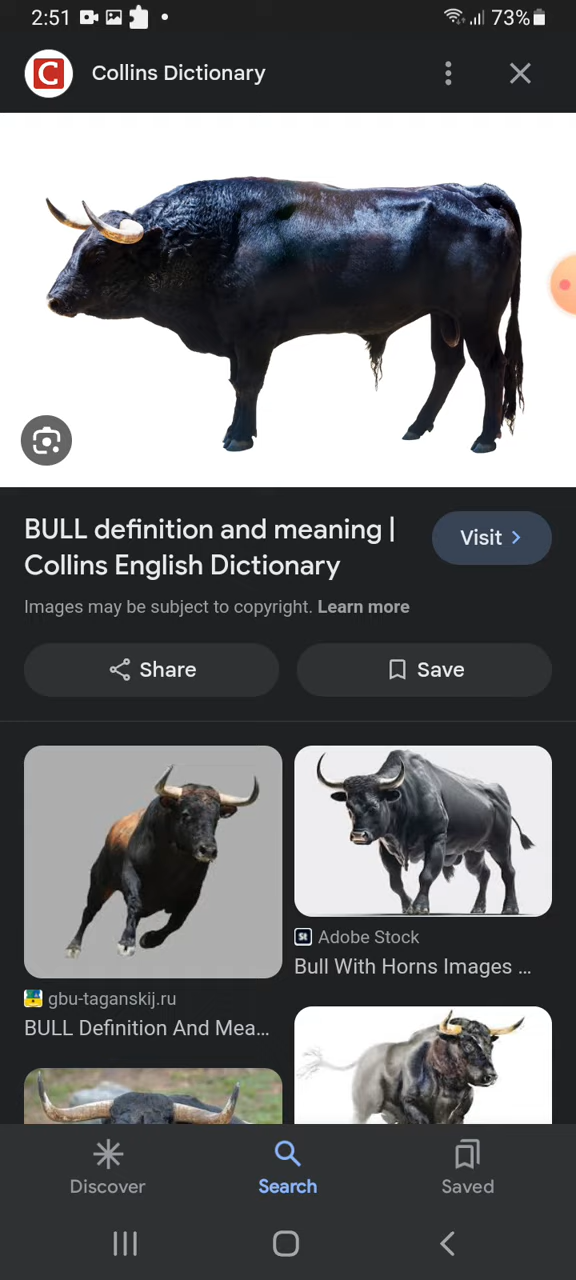 2:51
73%
Collins Dictionary
BULL definition and meaning |
Collins English Dictionary
Visit
Images may be subject to copyright. Learn more
Share
Save
gbu-taganskij.ru
BULL Definition And Mea...
St Adobe Stock
Bull With Horns Images ...
Discover
Search
Saved